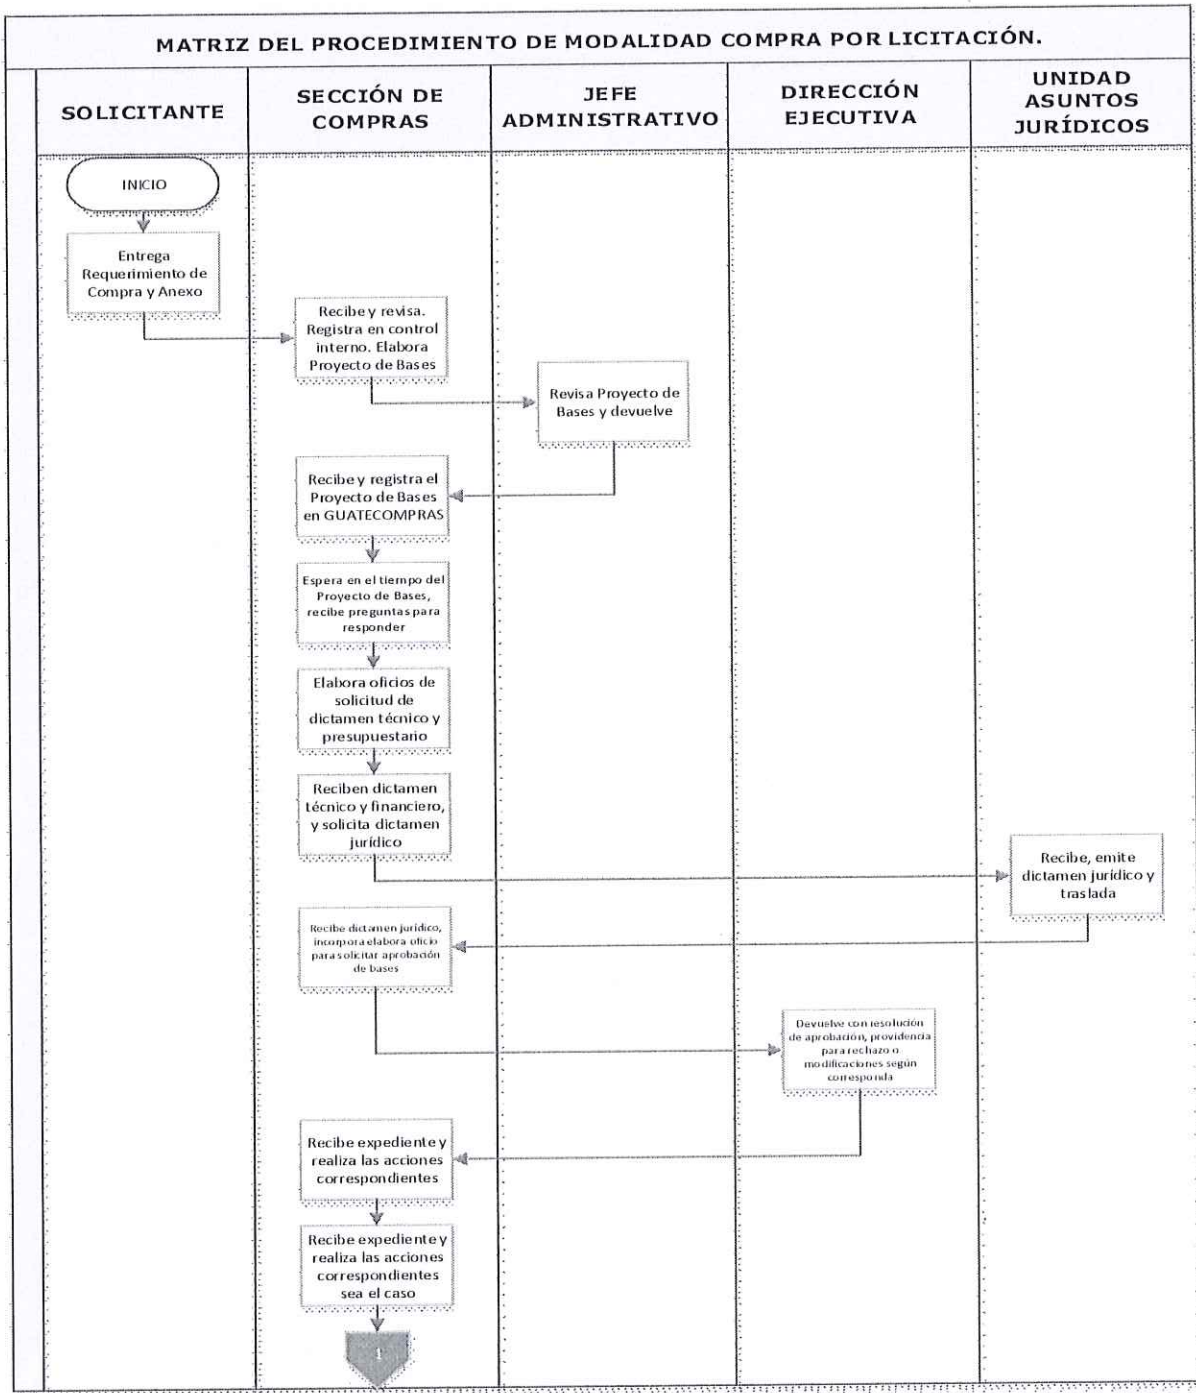 MATRIZ DEL PROCEDIMIENTO DE MODALIDAD COMPRA POR LICITACIÓN.
SOLICITANTE
SECCIÓN DE
COMPRAS
JEFE
ADMINISTRATIVO
DIRECCIÓN
EJECUTIVA
UNIDAD
ASUNTOS
JURÍDICOS
INICIO
Entrega
Requerimiento de
Compra y Anexo
Recibe y revisa.
Registra en control
interno. Elabora
Proyecto de Bases
Revisa Proyecto de
Bases y devuelve
Recibe y registra el
Proyecto de Bases
en GUATECOMPRAS
Espera en el tiempo del
Proyecto de Bases,
recibe preguntas para
responder
Elabora oficios de
solicitud de
dictamen técnico y
presupuestario
Reciben dictamen
técnico y financiero,
y solicita dictamen
jurídico
Recibe, emite
dictamen jurídico y
traslada
Recibe dictamen jurídico,
incorpora elabora oficio
para solicitar aprobación
de bases
Devuelve con resolución
de aprobación, providencia
para rechazo o
modificaciones según
corresponda
Recibe expediente y
realiza las acciones
correspondientes
Recibe expediente y
realiza las acciones
correspondientes
sea el caso
1